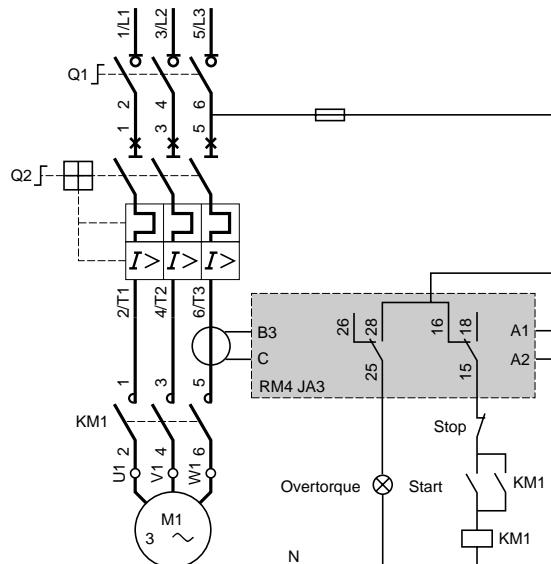 1/L1
3/L2
5/L3
Q1
2
4
6
1
3
5
Q2
I>
I>
I>
2/T1
4/T2
6/T3
B3
C
26
28
25
16
18
15
A1
A2
RM4 JA3
1
3
5
KM1
2
4
6
U1
V1
W1
Stop
Overtorque
Start
KM1
M1
3
KM1
N